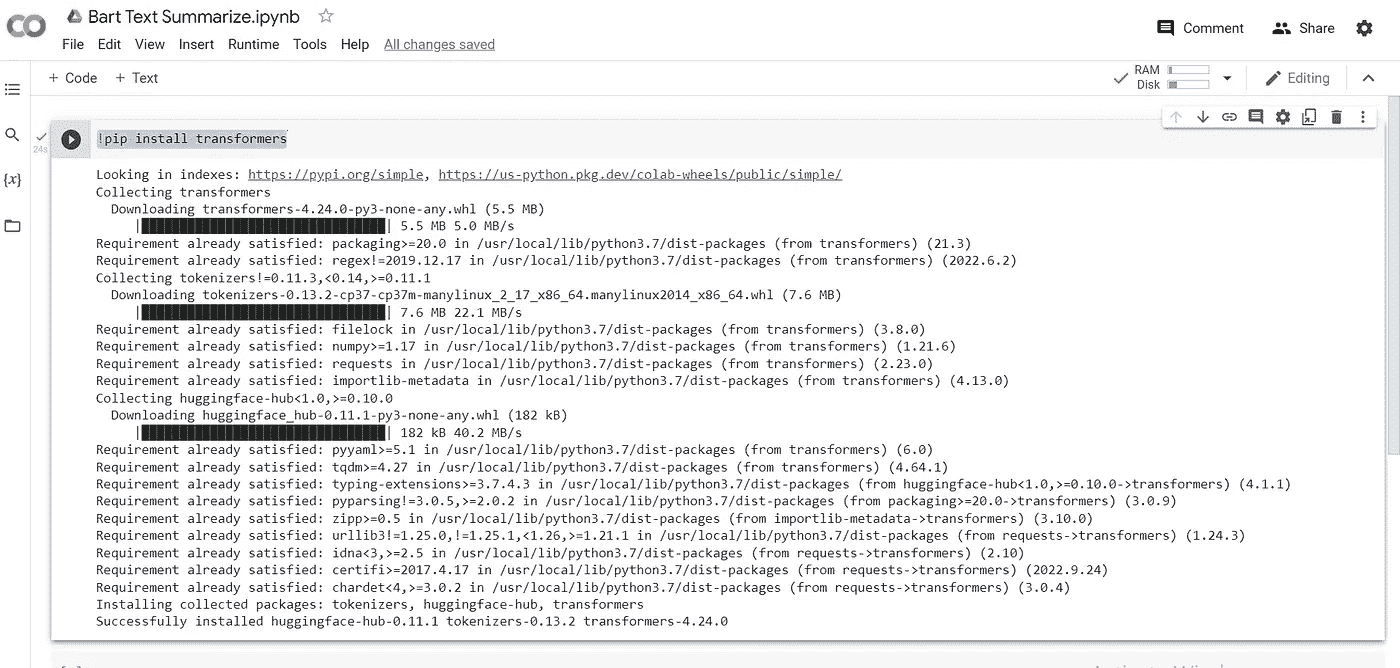 CO Bart Text Summarize.ipynb
File Edit View Insert Runtime Tools Help All changes saved
Comment Share
+ Code + Text
RAM
Disk
Editing
{x}
24s
!pip install transformers
Looking in indexes: https://pypi.org/simple, https://us-python.pkg.dev/colab-wheels/public/simple/
Collecting transformers
Downloading transformers-4.24.0-py3-none-any.whl (5.5 MB)
|████████████████████████████████| 5.5 MB 5.0 MB/s
Requirement already satisfied: packaging>=20.0 in /usr/local/lib/python3.7/dist-packages (from transformers) (21.3)
Requirement already satisfied: regex!=2019.12.17 in /usr/local/lib/python3.7/dist-packages (from transformers) (2022.6.2)
Collecting tokenizers!=0.11.3,<0.14,>=0.11.1
Downloading tokenizers-0.13.2-cp37-cp37m-manylinux_2_17_x86_64.manylinux2014_x86_64.whl (7.6 MB)
|████████████████████████████████| 7.6 MB 22.1 MB/s
Requirement already satisfied: filelock in /usr/local/lib/python3.7/dist-packages (from transformers) (3.8.0)
Requirement already satisfied: numpy>=1.17 in /usr/local/lib/python3.7/dist-packages (from transformers) (1.21.6)
Requirement already satisfied: requests in /usr/local/lib/python3.7/dist-packages (from transformers) (2.23.0)
Requirement already satisfied: importlib-metadata in /usr/local/lib/python3.7/dist-packages (from transformers) (4.13.0)
Collecting huggingface-hub<1.0,>=0.10.0
Downloading huggingface_hub-0.11.1-py3-none-any.whl (182 kB)
|████████████████████████████████| 182 kB 40.2 MB/s
Requirement already satisfied: pyyaml>=5.1 in /usr/local/lib/python3.7/dist-packages (from transformers) (6.0)
Requirement already satisfied: tqdm>=4.27 in /usr/local/lib/python3.7/dist-packages (from transformers) (4.64.1)
Requirement already satisfied: typing-extensions>=3.7.4.3 in /usr/local/lib/python3.7/dist-packages (from huggingface-hub<1.0,>=0.10.0->transformers) (4.1.1)
Requirement already satisfied: pyparsing!=3.0.5,>=2.0.2 in /usr/local/lib/python3.7/dist-packages (from packaging>=20.0->transformers) (3.0.9)
Requirement already satisfied: zipp>=0.5 in /usr/local/lib/python3.7/dist-packages (from importlib-metadata->transformers) (3.10.0)
Requirement already satisfied: urllib3!=1.25.0,!=1.25.1,<1.26,>=1.21.1 in /usr/local/lib/python3.7/dist-packages (from requests->transformers) (1.24.3)
Requirement already satisfied: idna<3,>=2.5 in /usr/local/lib/python3.7/dist-packages (from requests->transformers) (2.10)
Requirement already satisfied: certifi>=2017.4.17 in /usr/local/lib/python3.7/dist-packages (from requests->transformers) (2022.9.24)
Requirement already satisfied: chardet<4,>=3.0.2 in /usr/local/lib/python3.7/dist-packages (from requests->transformers) (3.0.4)
Installing collected packages: tokenizers, huggingface-hub, transformers
Successfully installed huggingface-hub-0.11.1 tokenizers-0.13.2 transformers-4.24.0